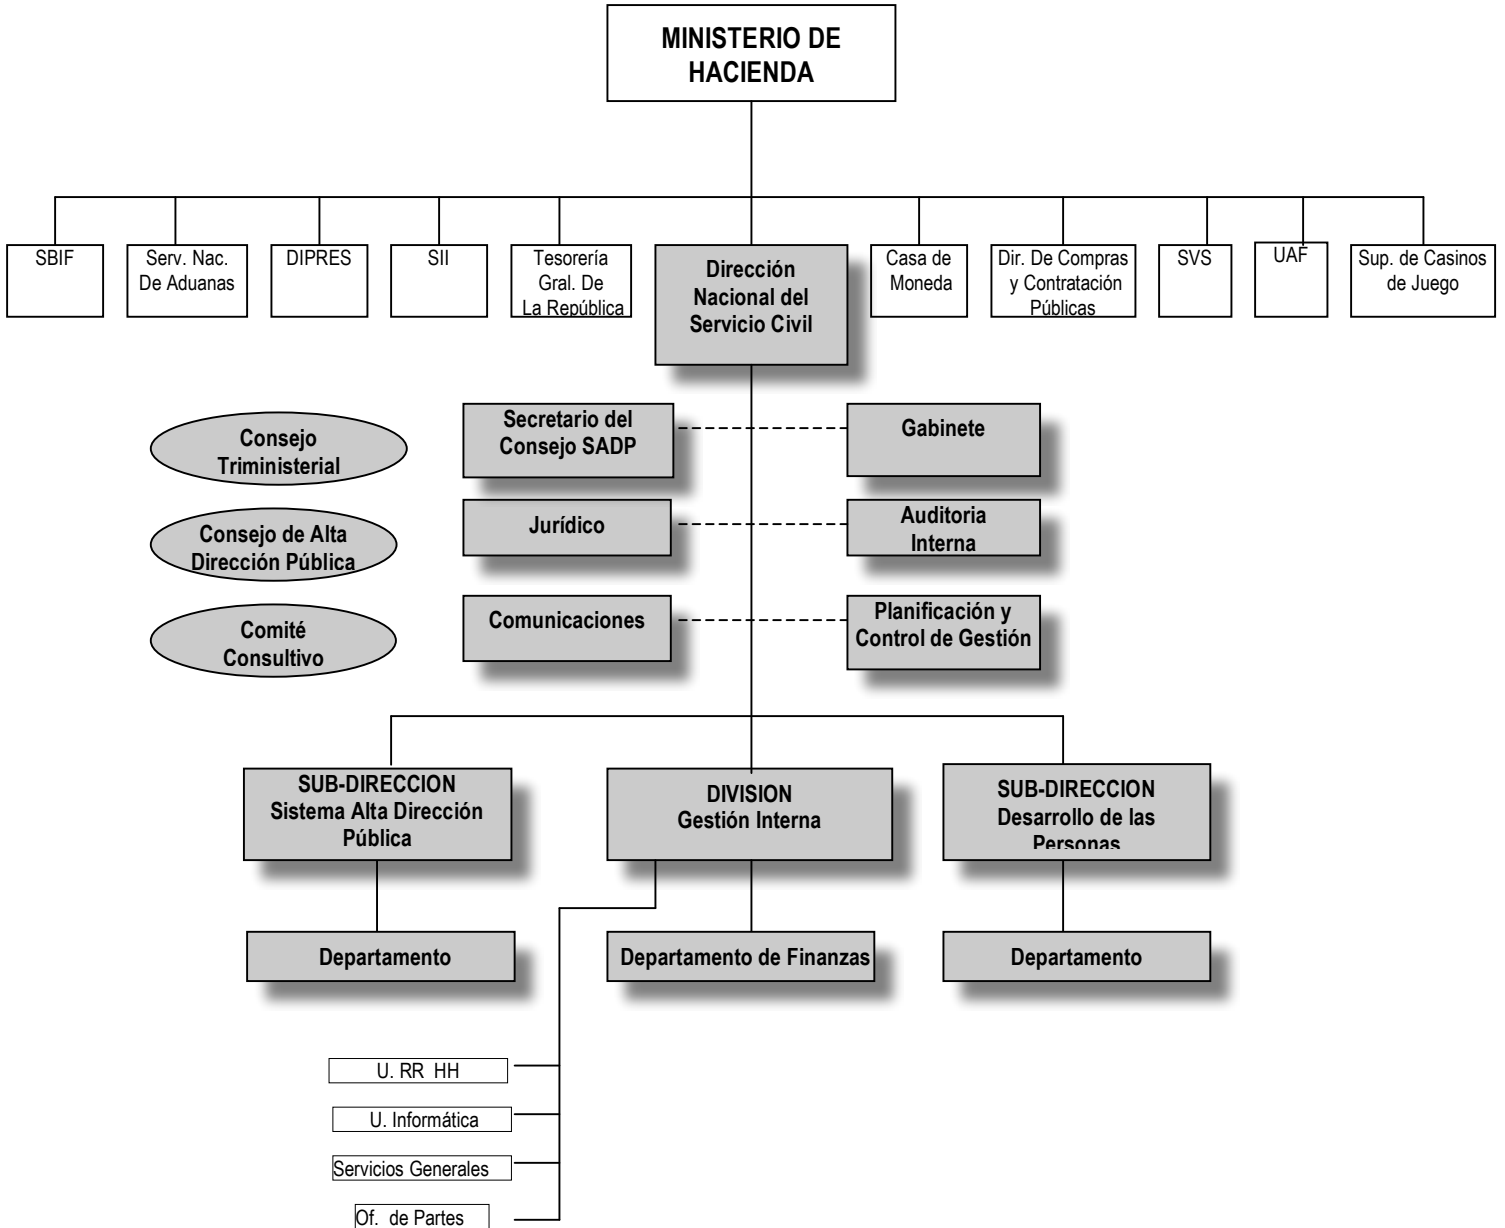 MINISTERIO DE
HACIENDA
SBIF
Serv. Nac.
De Aduanas
DIPRES
SII
Tesorería
Gral. De
La República
Dirección
Nacional del
Servicio Civil
Casa de
Moneda
Dir. De Compras
y Contratación
Públicas
SVS
UAF
Sup. de Casinos
de Juego
Consejo
Triministerial
Secretario del
Consejo SADP
Gabinete
Consejo de Alta
Dirección Pública
Jurídico
Auditoria
Interna
Comité
Consultivo
Comunicaciones
Planificación y
Control de Gestión
SUB-DIRECCION
Sistema Alta Dirección
Pública
DIVISION
Gestión Interna
SUB-DIRECCION
Desarrollo de las
Personas
Departamento
Departamento de Finanzas
Departamento
U. RR HH
U. Informática
Servicios Generales
Of. de Partes